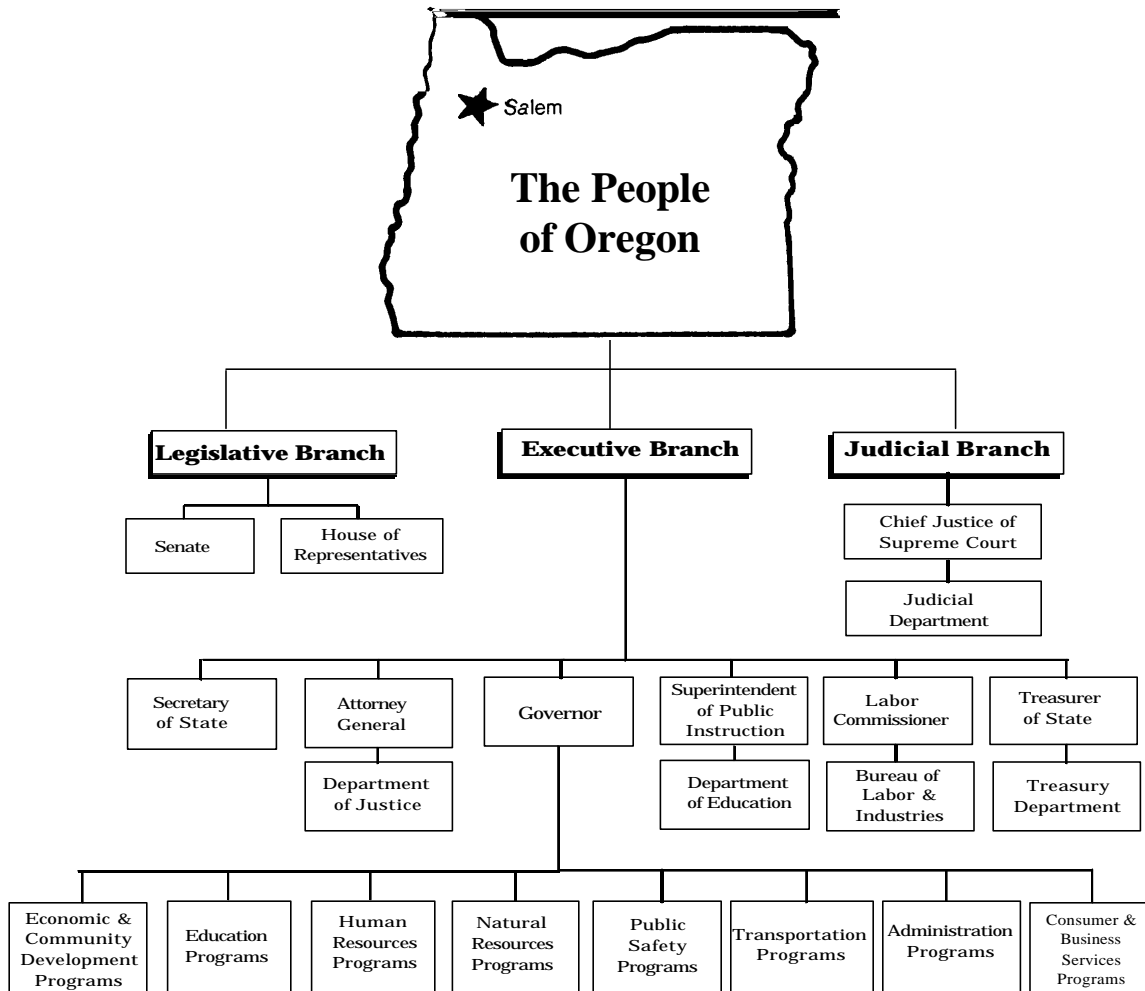 Salem
The People
of Oregon
Legislative Branch
Executive Branch
Judicial Branch
Senate
House of
Representatives
Chief Justice of
Supreme Court
Judicial
Department
Secretary
of State
Attorney
General
Governor
Superintendent
of Public
Instruction
Labor
Commissioner
Treasurer
of State
Department
of Justice
Department
of Education
Bureau of
Labor &
Industries
Treasury
Department
Economic &
Community
Development
Programs
Education
Programs
Human
Resources
Programs
Natural
Resources
Programs
Public
Safety
Programs
Transportation
Programs
Administration
Programs
Consumer &
Business
Services
Programs